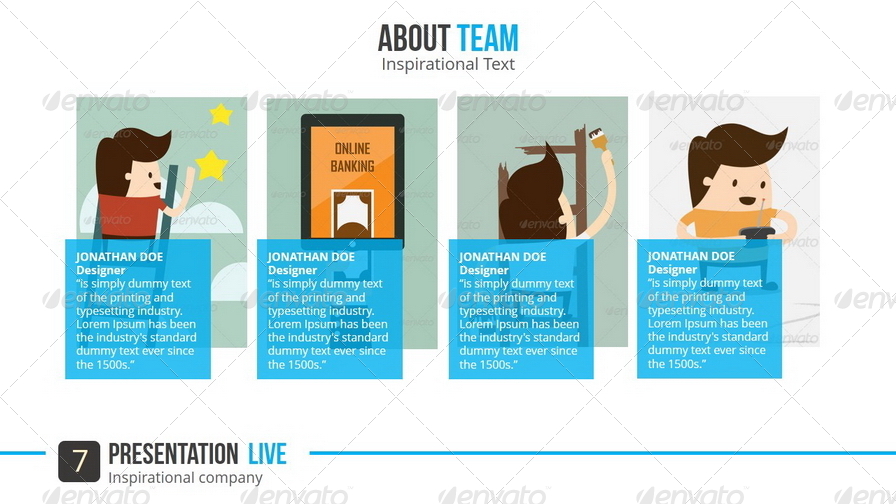 ABOUT TEAM
Inspirational Text
ONLINE
BANKING
JONATHAN DOE
Designer
“is simply dummy text
of the printing and
typesetting industry.
Lorem Ipsum has been
the industry's standard
dummy text ever since
the 1500s.”
JONATHAN DOE
Designer
“is simply dummy text
of the printing and
typesetting industry.
Lorem Ipsum has been
the industry's standard
dummy text ever since
the 1500s.”
JONATHAN DOE
Designer
“is simply dummy text
of the printing and
typesetting industry.
Lorem Ipsum has been
the industry's standard
dummy text ever since
the 1500s.”
JONATHAN DOE
Designer
“is simply dummy text
of the printing and
typesetting industry.
Lorem Ipsum has been
the industry's standard
dummy text ever since
the 1500s.”
7
PRESENTATION LIVE
Inspirational company
envato